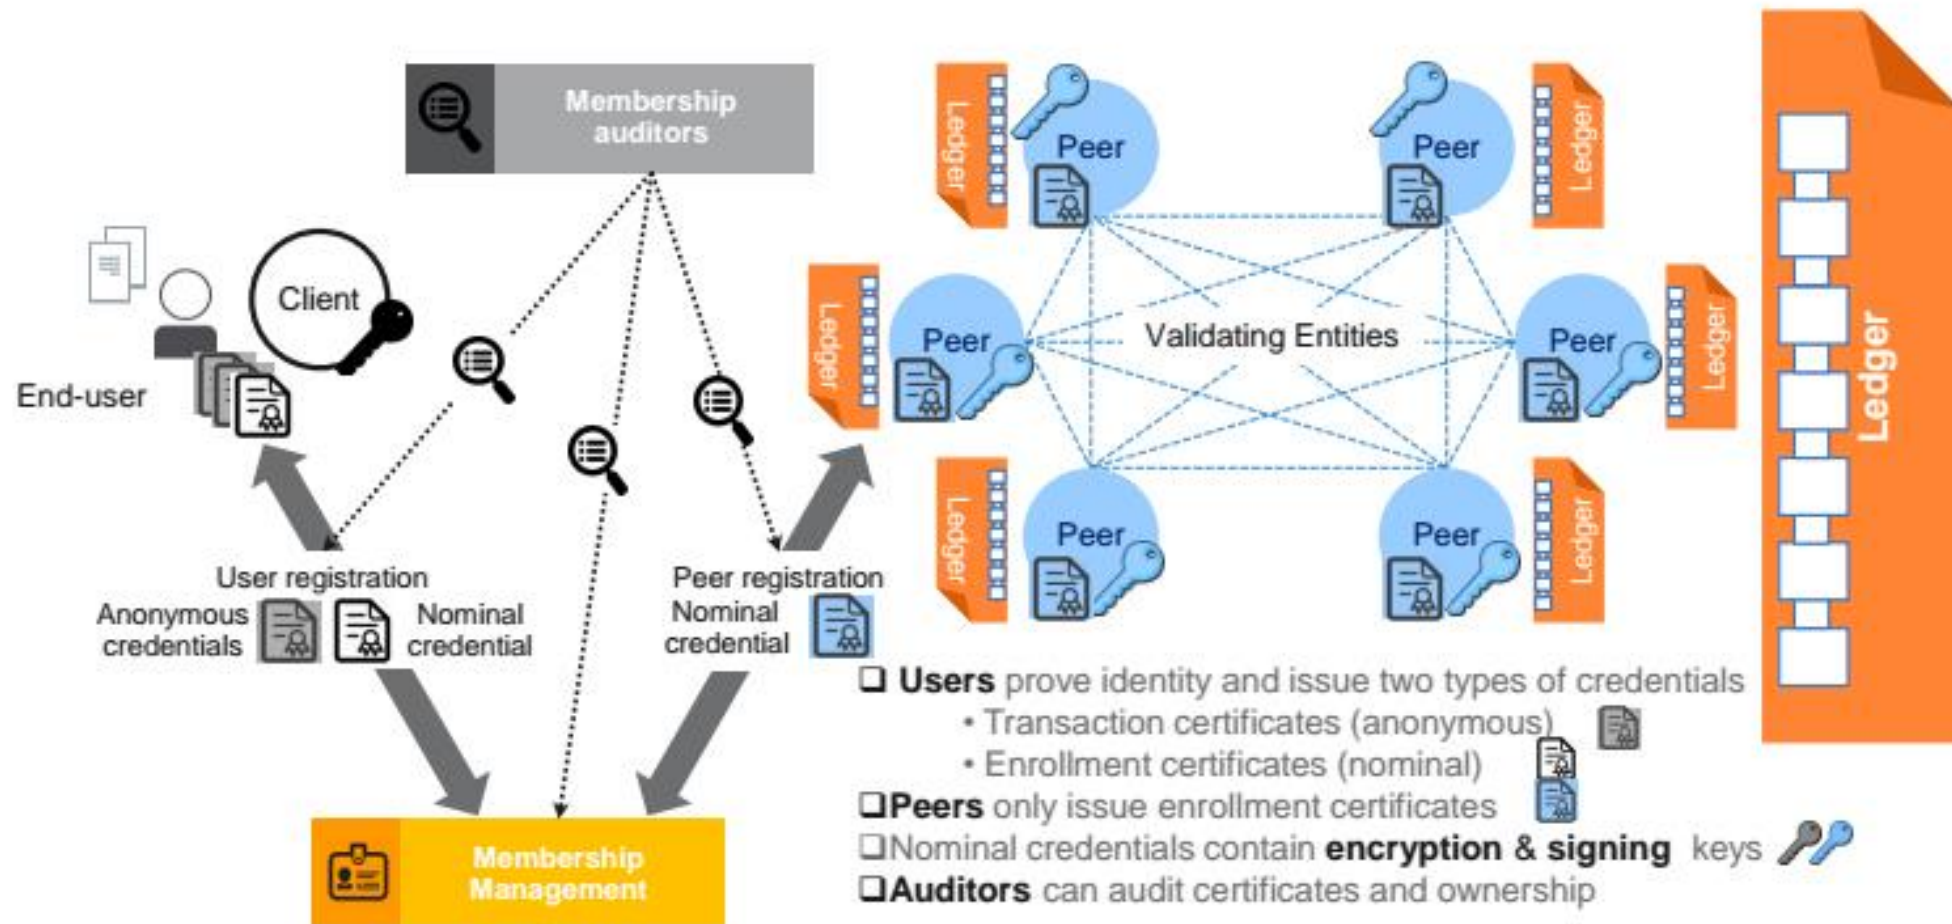 Membership
auditors
Client
End-user
User registration
Anonymous
credentials
Nominal
credential
Peer registration
Nominal
credential
Membership
Management
Ledger
Peer
Peer
Ledger
Ledger
Peer
Validating Entities
Peer
Ledger
Ledger
Peer
Peer
Ledger
Ledger
❑ Users prove identity and issue two types of credentials
• Transaction certificates (anonymous)
• Enrollment certificates (nominal)
❑Peers only issue enrollment certificates
❑Nominal credentials contain encryption & signing keys
❑Auditors can audit certificates and ownership